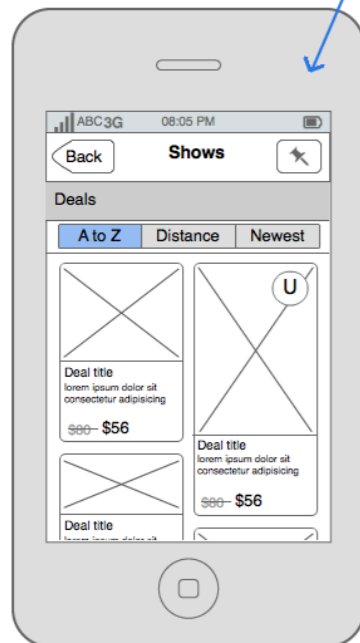 ABC 3G 08:05 PM
Back Shows
Deals
A to Z Distance Newest
U
Deal title
lorem ipsum dolor sit
consectetur adipisicing
$80 $56
Deal title
lorem ipsum dolor sit
consectetur adipisicing
$80 $56
Deal title